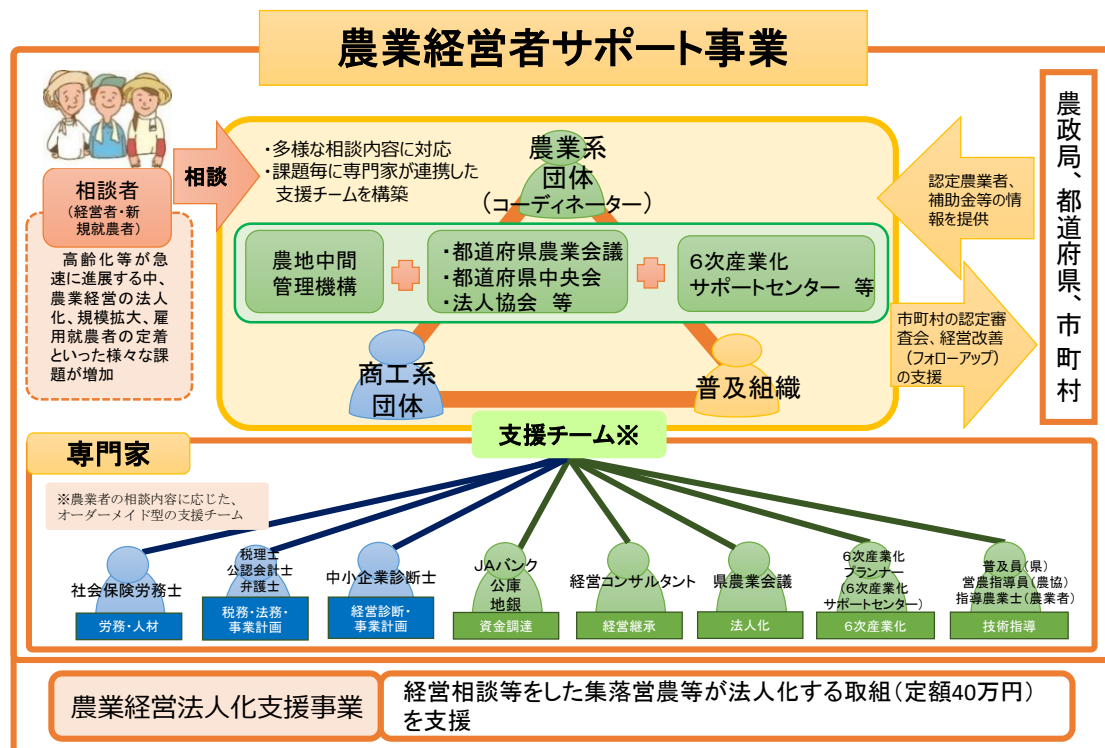 農業経営者サポート事業
相談者
(経営者・新
規就農者)
高齢化等が急
速に進展する中、
農業経営の法人
化、規模拡大、雇
用就農者の定着
といった様々な課
題が増加
相談
・多様な相談内容に対応
・課題毎に専門家が連携した
支援チームを構築
農業系
団体
(コーディネーター)
農地中間
管理機構
・都道府県農業会議
・都道府県中央会
・法人協会 等
6次産業化
サポートセンター 等
商工系
団体
普及組織
認定農業者、
補助金等の情
報を提供
市町村の認定審
査会、経営改善
(フォローアップ)
の支援
農政局、都道府県、市町村
支援チーム※
専門家
※農業者の相談内容に応じた、
オーダーメイド型の支援チーム
社会保険労務士
労務・人材
税理士
公認会計士
弁護士
税務・法務・
事業計画
中小企業診断士
経営診断・
事業計画
JAバンク
公庫
地銀
資金調達
経営コンサルタント
経営継承
県農業会議
法人化
6次産業化
プランナー
(6次産業化
サポートセンター)
6次産業化
普及員(県)
営農指導員(農協)
指導農業士(農業者)
技術指導
農業経営法人化支援事業
経営相談等をした集落営農等が法人化する取組(定額40万円)
を支援